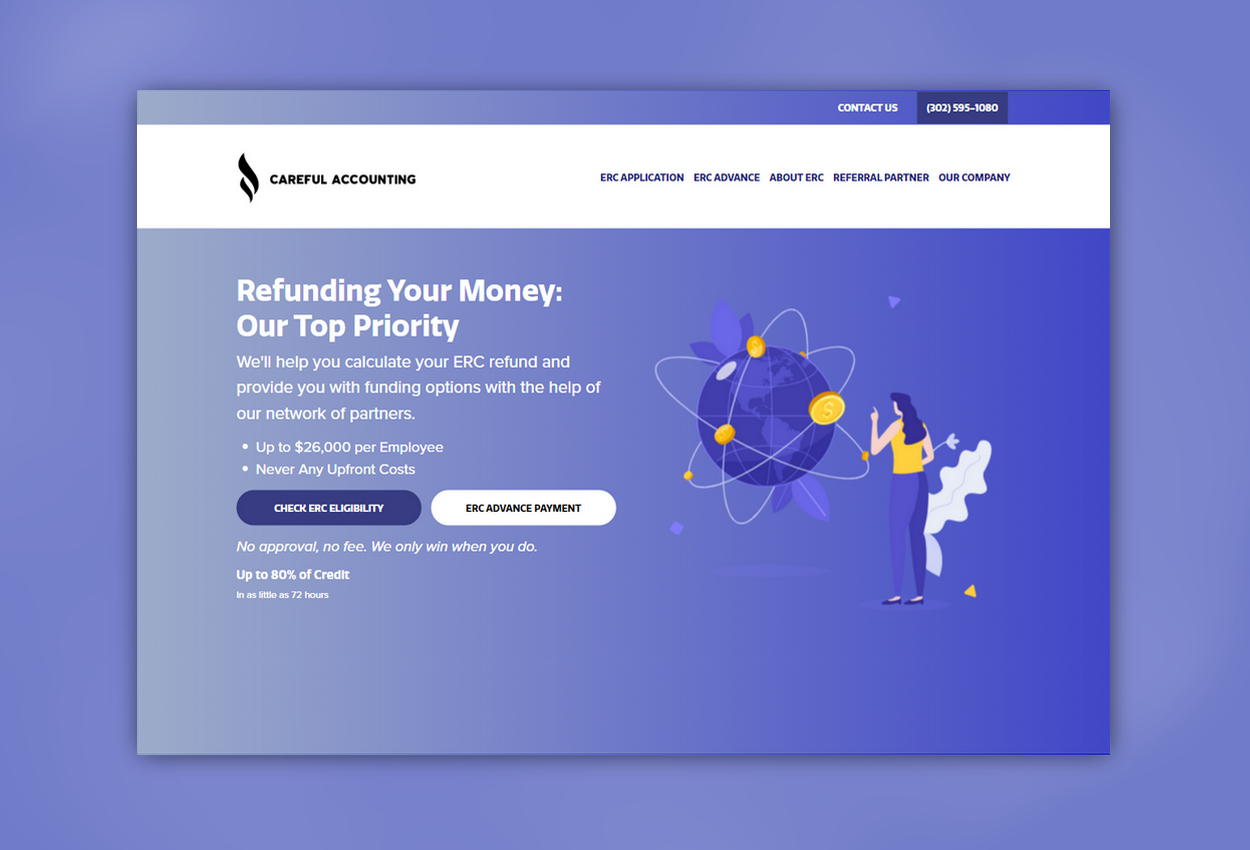 CONTACT US
(302) 595-1080
CAREFUL ACCOUNTING
ERC APPLICATION ERC ADVANCE ABOUT ERC REFERRAL PARTNER OUR COMPANY
Refunding Your Money:
Our Top Priority
We'll help you calculate your ERC refund and
provide you with funding options with the help of
our network of partners.
• Up to $26,000 per Employee
• Never Any Upfront Costs
CHECK ERC ELIGIBILITY
ERC ADVANCE PAYMENT
No approval, no fee. We only win when you do.
Up to 80% of Credit
In as little as 72 hours